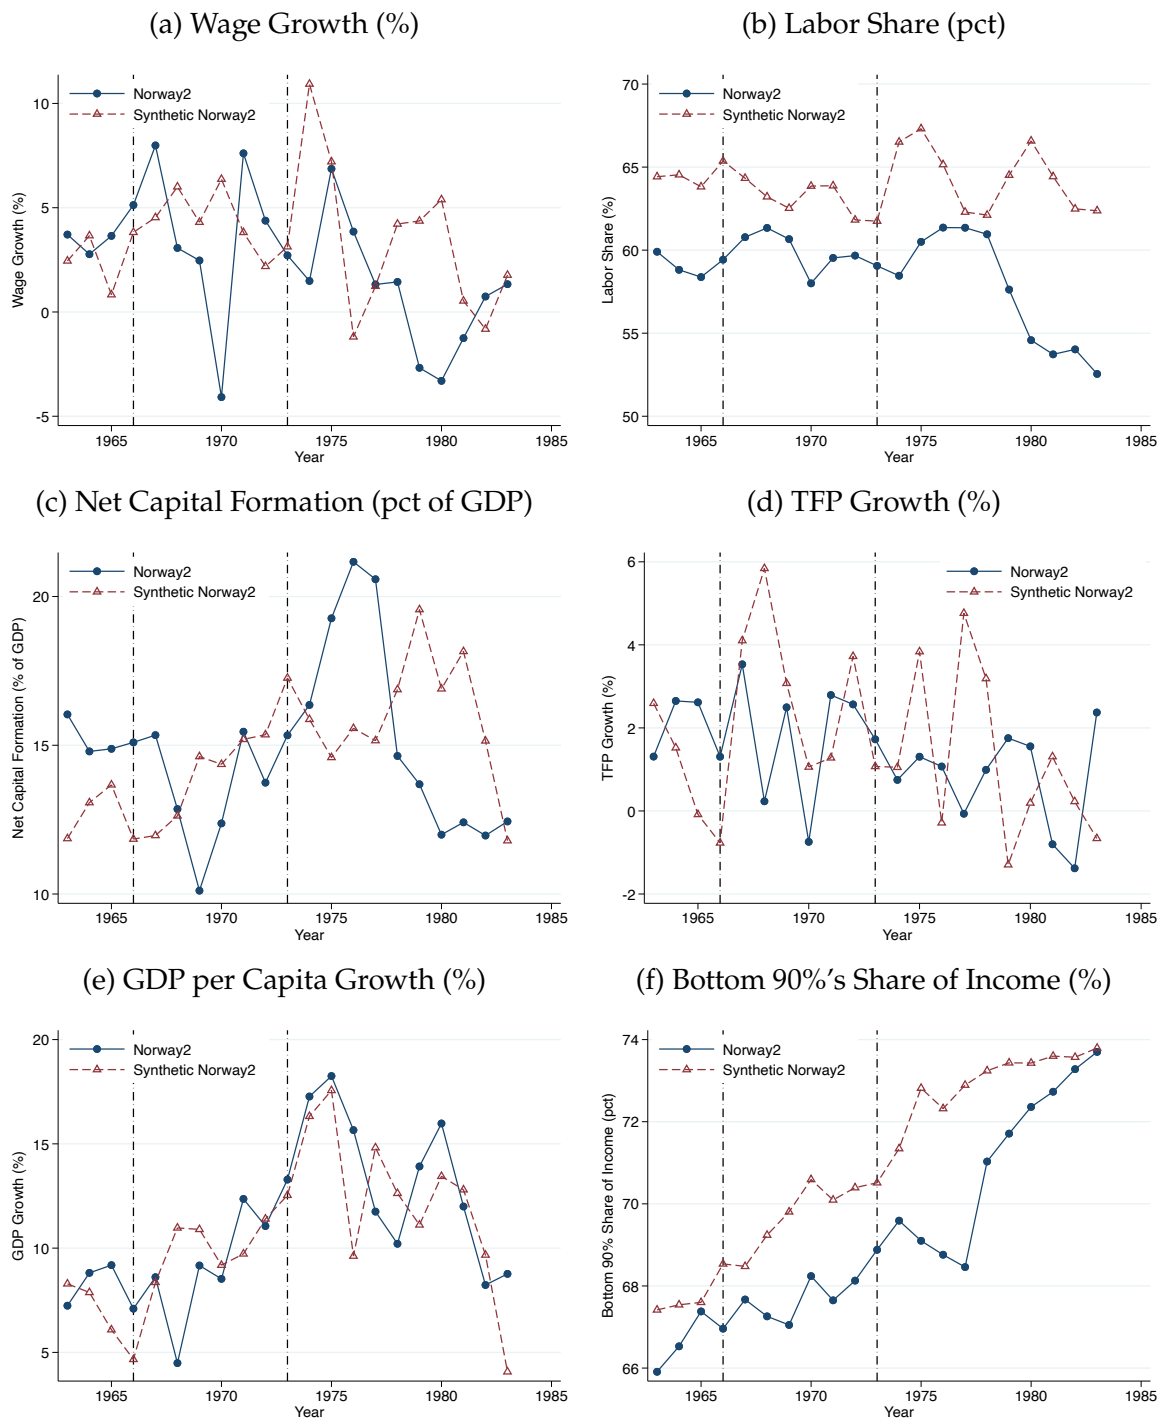 (a) Wage Growth (%)
Norway2
Synthetic Norway2
Wage Growth (%)
10
5
0
-5
1965 1970 1975 1980 1985
Year
(b) Labor Share (pct)
Norway2
Synthetic Norway2
Labor Share (%)
70
65
60
55
50
1965 1970 1975 1980 1985
Year
(c) Net Capital Formation (pct of GDP)
Norway2
Synthetic Norway2
Net Capital Formation (% of GDP)
20
15
10
1965 1970 1975 1980 1985
Year
(d) TFP Growth (%)
Norway2
Synthetic Norway2
TFP Growth (%)
6
4
2
0
-2
1965 1970 1975 1980 1985
Year
(e) GDP per Capita Growth (%)
Norway2
Synthetic Norway2
GDP Growth (%)
20
15
10
5
1965 1970 1975 1980 1985
Year
(f) Bottom 90%'s Share of Income (%)
Norway2
Synthetic Norway2
Bottom 90% Share of Income (pct)
74
72
70
68
66
1965 1970 1975 1980 1985
Year